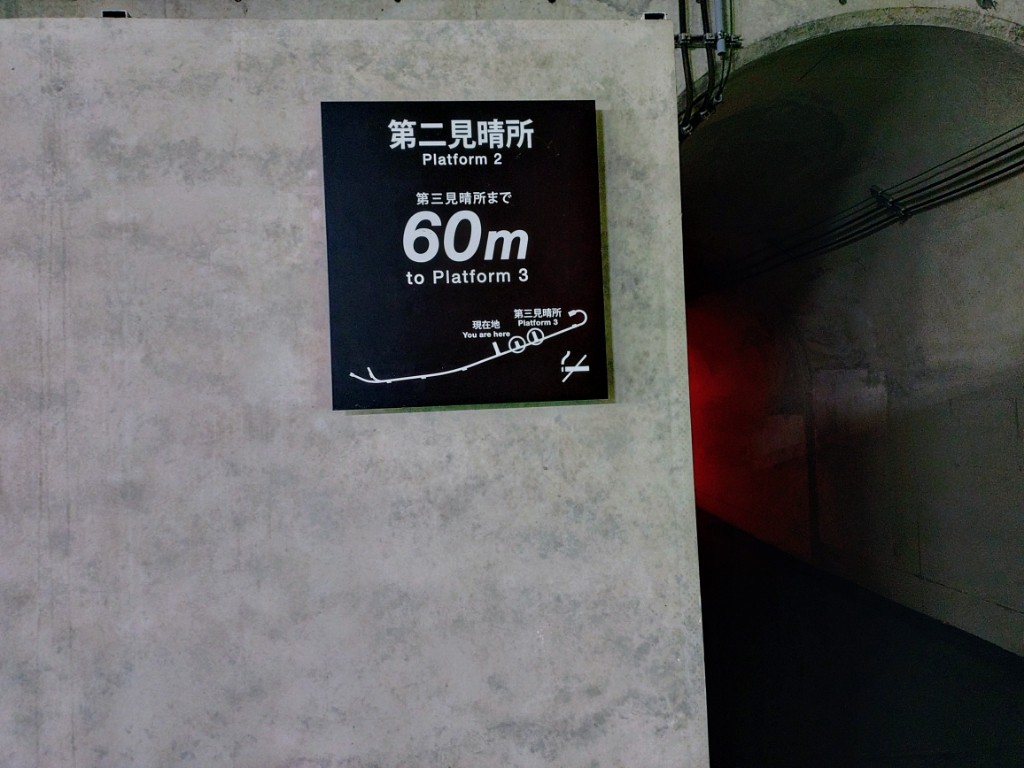 第二見晴所
Platform 2
第三見晴所まで
60m
to Platform 3
第三見晴所
Platform 3
現在地
You are here